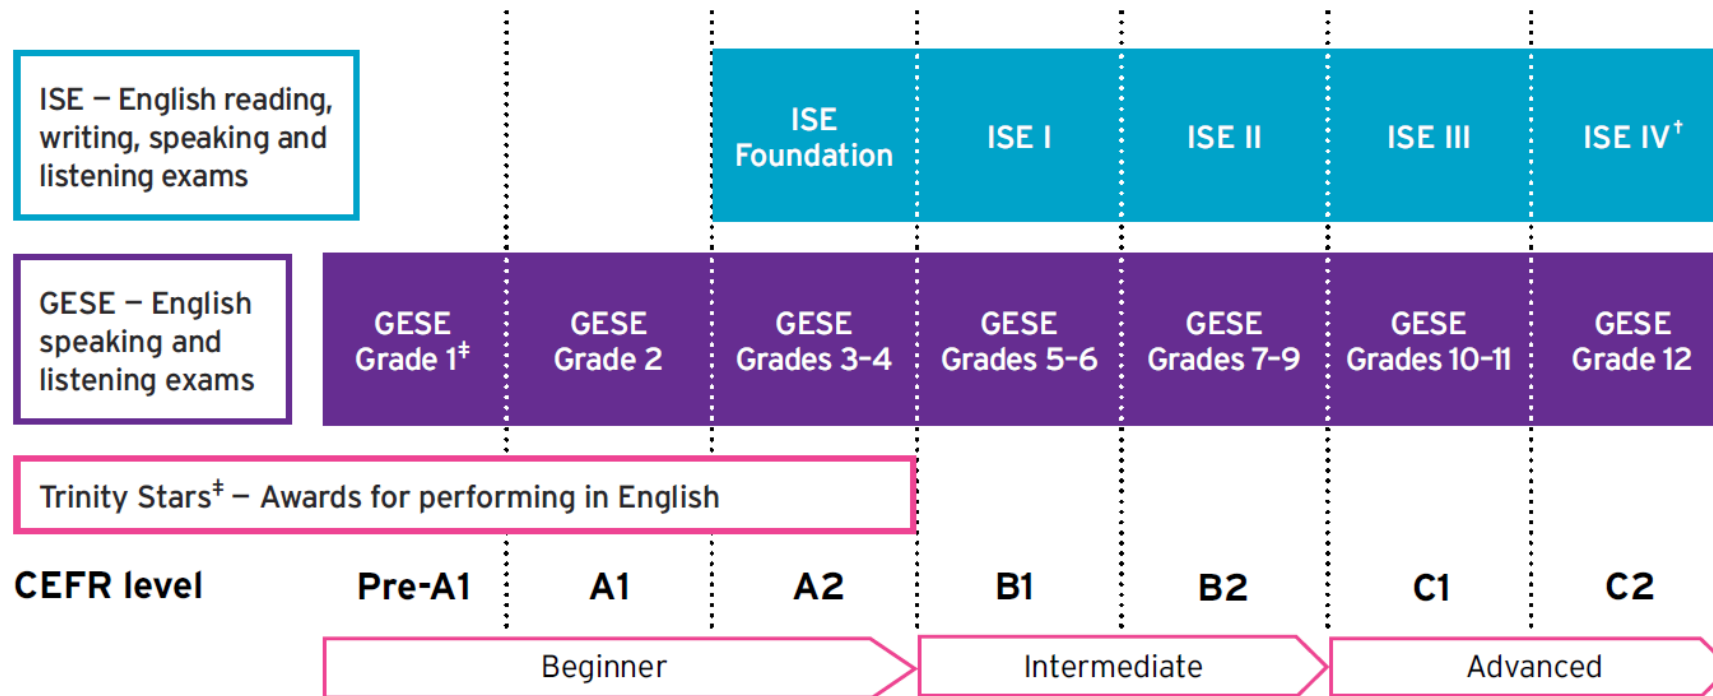 ISE – English reading,
writing, speaking and
listening exams
ISE
Foundation
ISE I
ISE II
ISE III
ISE IV†
GESE – English
speaking and
listening exams
GESE
Grade 1‡
GESE
Grade 2
GESE
Grades 3–4
GESE
Grades 5–6
GESE
Grades 7–9
GESE
Grades 10–11
GESE
Grade 12
Trinity Stars‡ – Awards for performing in English
CEFR level
Pre-A1
A1
A2
B1
B2
C1
C2
Beginner
Intermediate
Advanced